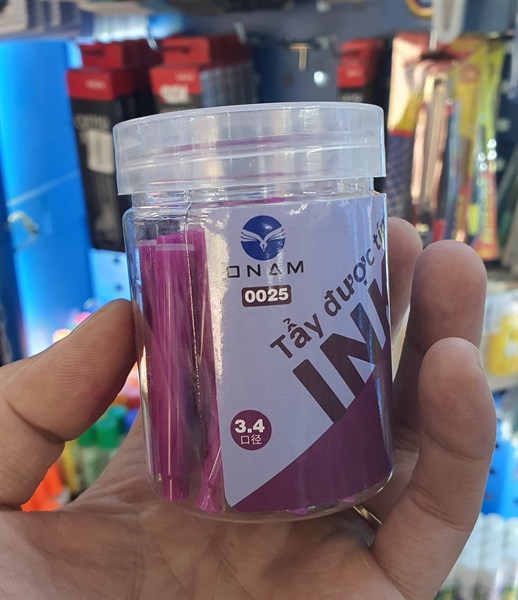 ONAM
0025
Tẩy được
INK
3.4
口径